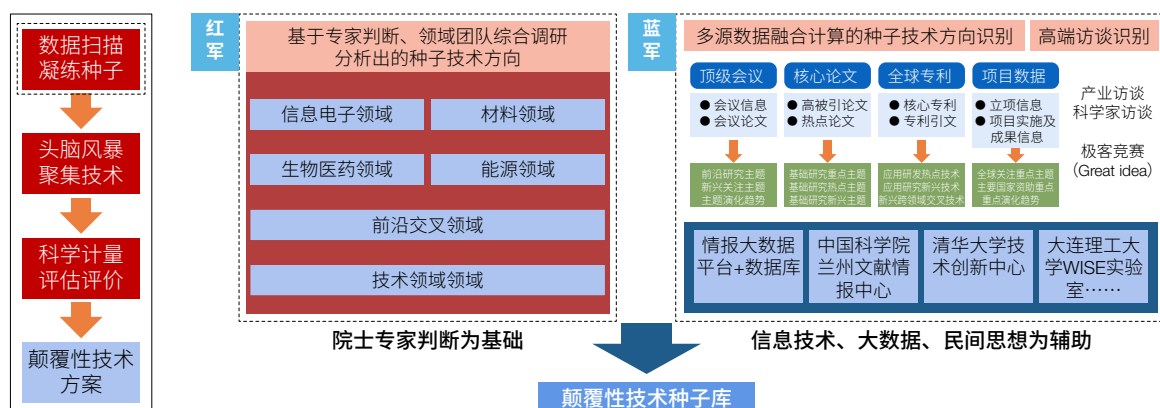 数据扫描
凝练种子
头脑风暴
聚集技术
科学计量
评估评价
颠覆性技术
方案
红
军
基于专家判断、领域团队综合调研
分析出的种子技术方向
信息电子领域
材料领域
生物医药领域
能源领域
前沿交叉领域
技术领域领域
院士专家判断为基础
蓝
军
多源数据融合计算的种子技术方向识别
高端访谈识别
顶级会议
● 会议信息
● 会议论文
前沿研究主题
新兴关注主题
主题演化趋势
核心论文
● 高被引论文
● 热点论文
基础研究重点主题
基础研究热点主题
基础研究新兴主题
全球专利
● 核心专利
● 专利引文
应用研发热点技术
应用研究新兴技术
新兴跨领域交叉技术
项目数据
● 立项信息
● 项目实施及
成果信息
全球关注重点主题
主要国家资助重点
重点演化趋势
产业访谈
科学家访谈
极客竞赛
（Great idea）
情报大数据
平台+数据库
中国科学院
兰州文献情
报中心
清华大学技
术创新中心
大连理工大
学WISE实验
室……
信息技术、大数据、民间思想为辅助
颠覆性技术种子库